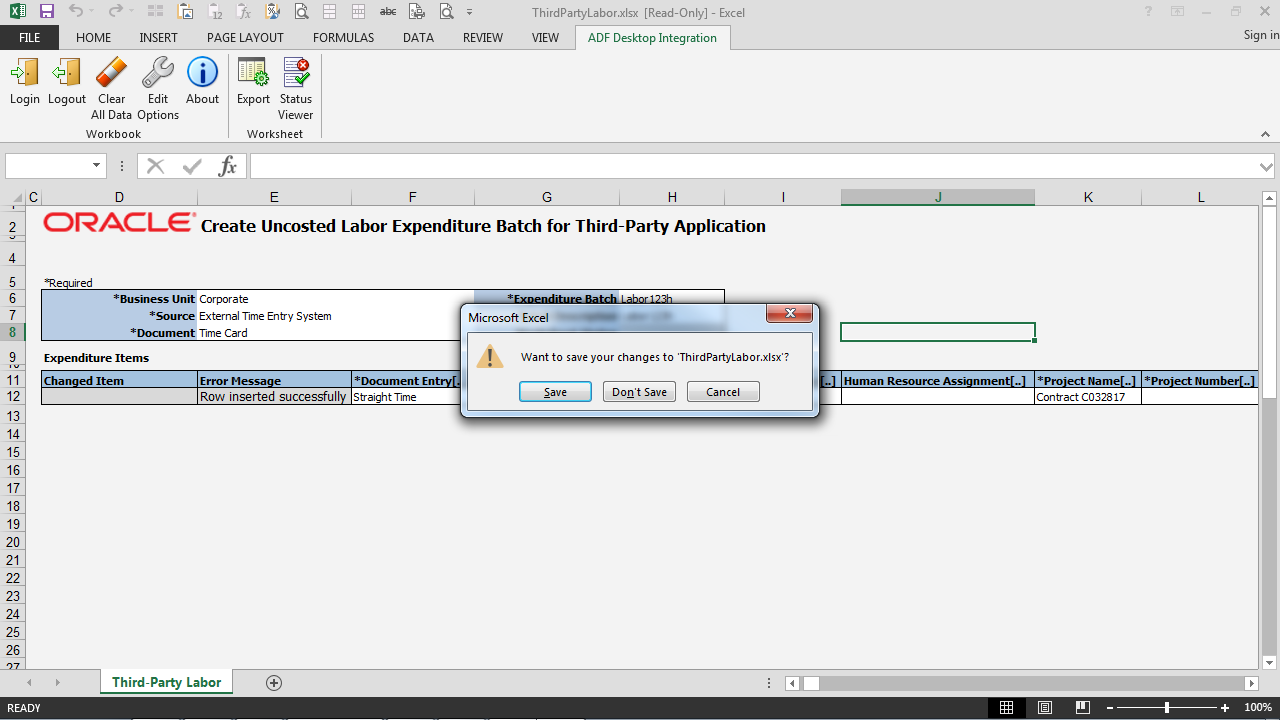 ThirdPartyLabor.xlsx [Read-Only] - Excel
FILE HOME INSERT PAGE LAYOUT FORMULAS DATA REVIEW VIEW ADF Desktop Integration Sign in
Login Logout Clear All Data Edit Options About Export Status Viewer
Workbook Worksheet
fx
C D E F G H I J K L
2 ORACLE Create Uncosted Labor Expenditure Batch for Third-Party Application
4
5 *Required
6 *Business Unit Corporate *Expenditure Batch Labor123h
7 *Source External Time Entry System
8 *Document Time Card
9 Expenditure Items
11 Changed Item Error Message *Document Entry[.. ..] Human Resource Assignment[..] *Project Name[..] *Project Number[..]
12 Row inserted successfully Straight Time Contract C032817
13
14
15
16
17
18
19
20
21
22
23
24
25
26
27
Microsoft Excel
Want to save your changes to 'ThirdPartyLabor.xlsx'?
Save Don't Save Cancel
Third-Party Labor
READY 100%